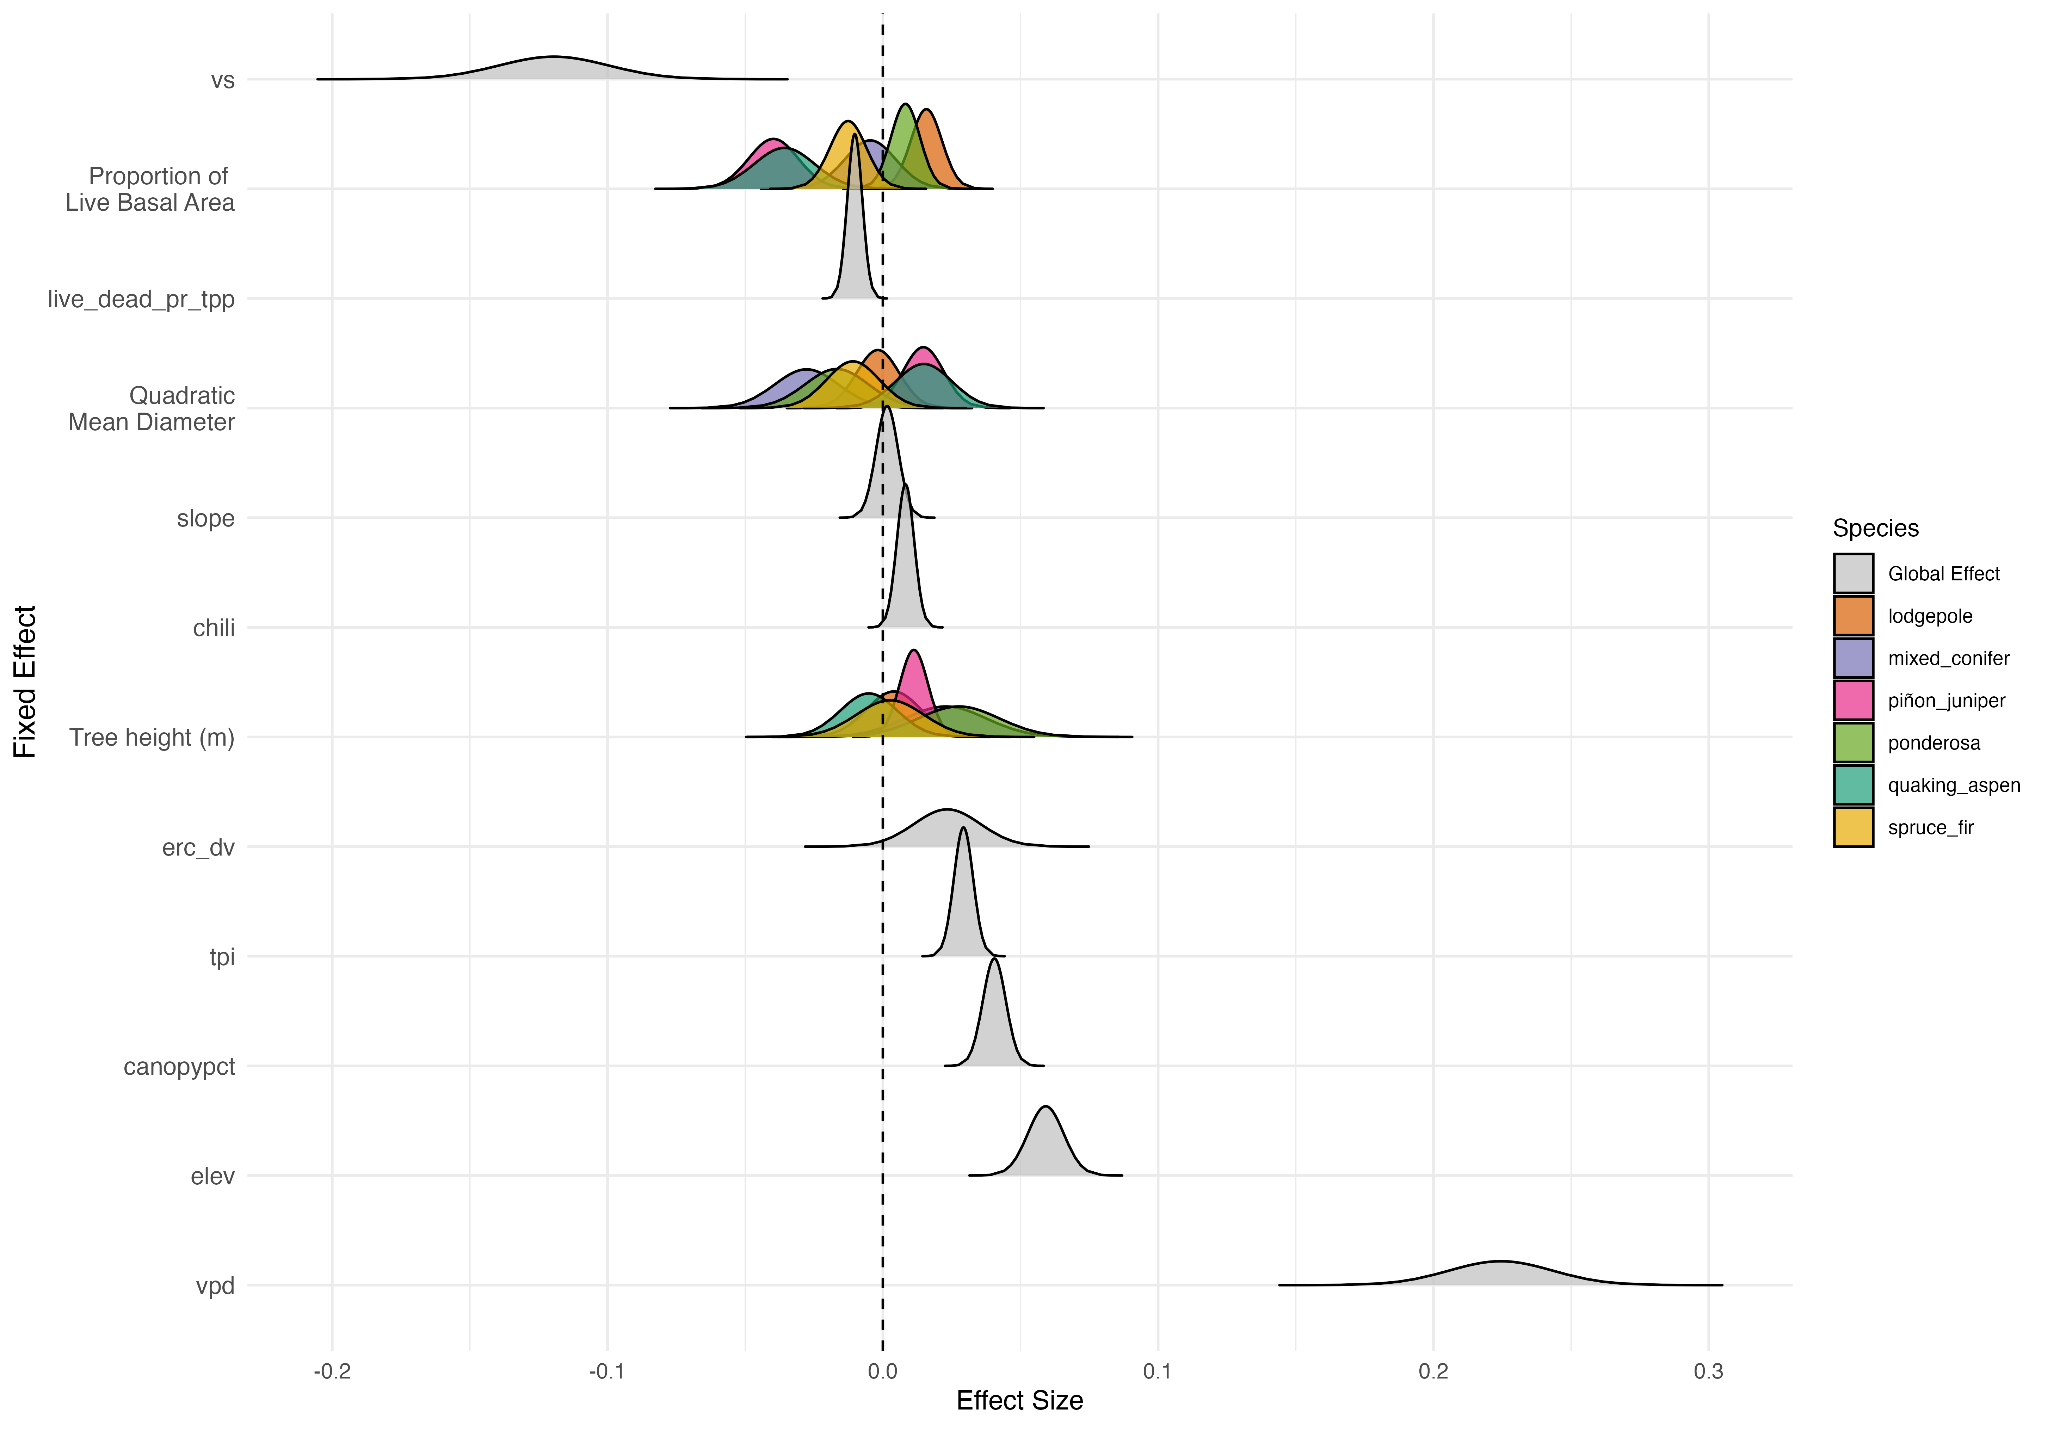 vs
Proportion of
Live Basal Area
live_dead_pr_tpp
Quadratic
Mean Diameter
slope
chili
Tree height (m)
erc_dv
tpi
canopypct
elev
vpd
Fixed Effect
-0.2
-0.1
0.0
0.1
0.2
0.3
Effect Size
Species
Global Effect
lodgepole
mixed_conifer
piñon_juniper
ponderosa
quaking_aspen
spruce_fir